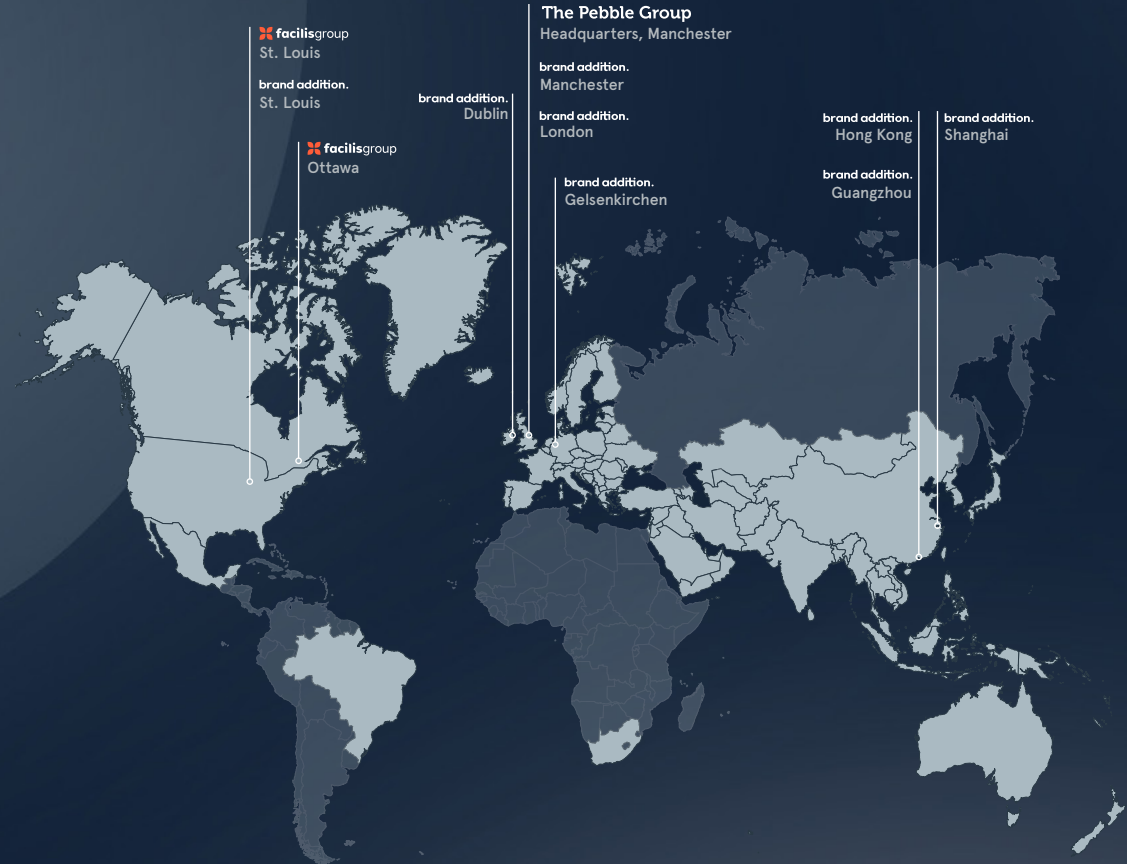 facilisgroup
St. Louis
brand addition.
St. Louis
facilisgroup
Ottawa
brand addition.
Dublin
The Pebble Group
Headquarters, Manchester
brand addition.
Manchester
brand addition.
London
brand addition.
Gelsenkirchen
brand addition.
Hong Kong
brand addition.
Guangzhou
brand addition.
Shanghai